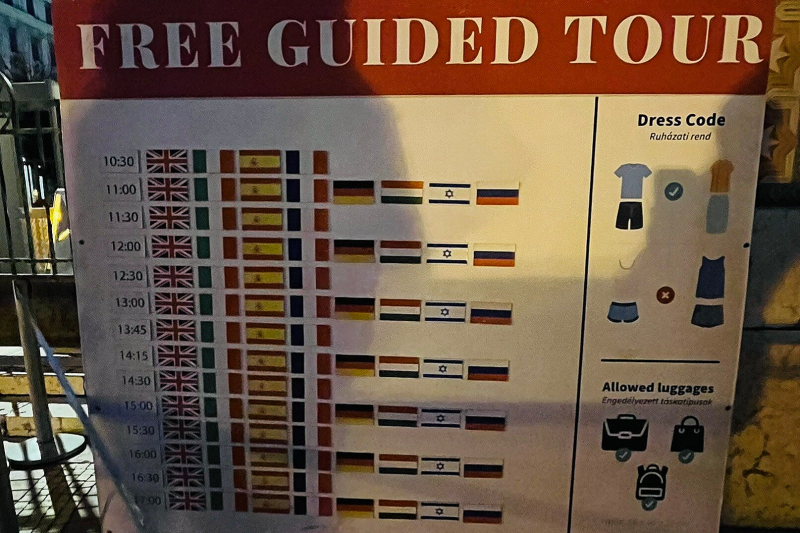 FREE GUIDED TOUR
Dress Code
Ruházati rend
10:30
11:00
11:30
12:00
12:30
13:00
13:45
14:15
14:30
15:00
15:30
16:00
16:30
17:00
Allowed luggages
Engedélyezett táskatípusok